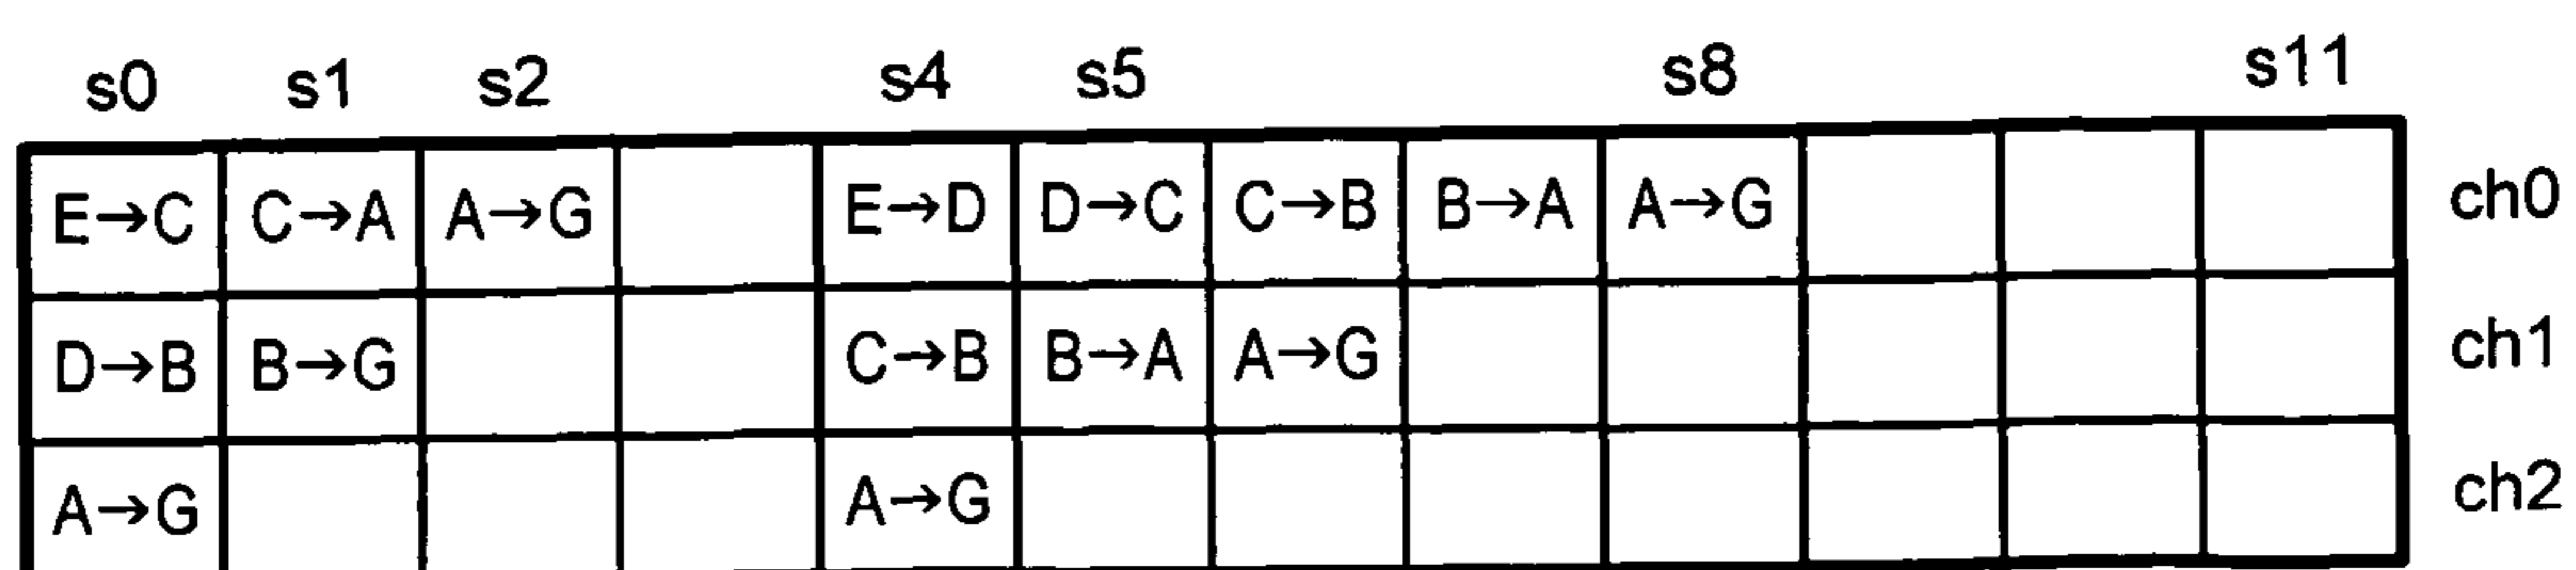 s0 s1 s2 s4 s5 s8 s11
E→C C→A A→G E→D D→C C→B B→A A→G ch0
D→B B→G C→B B→A A→G ch1
A→G A→G ch2